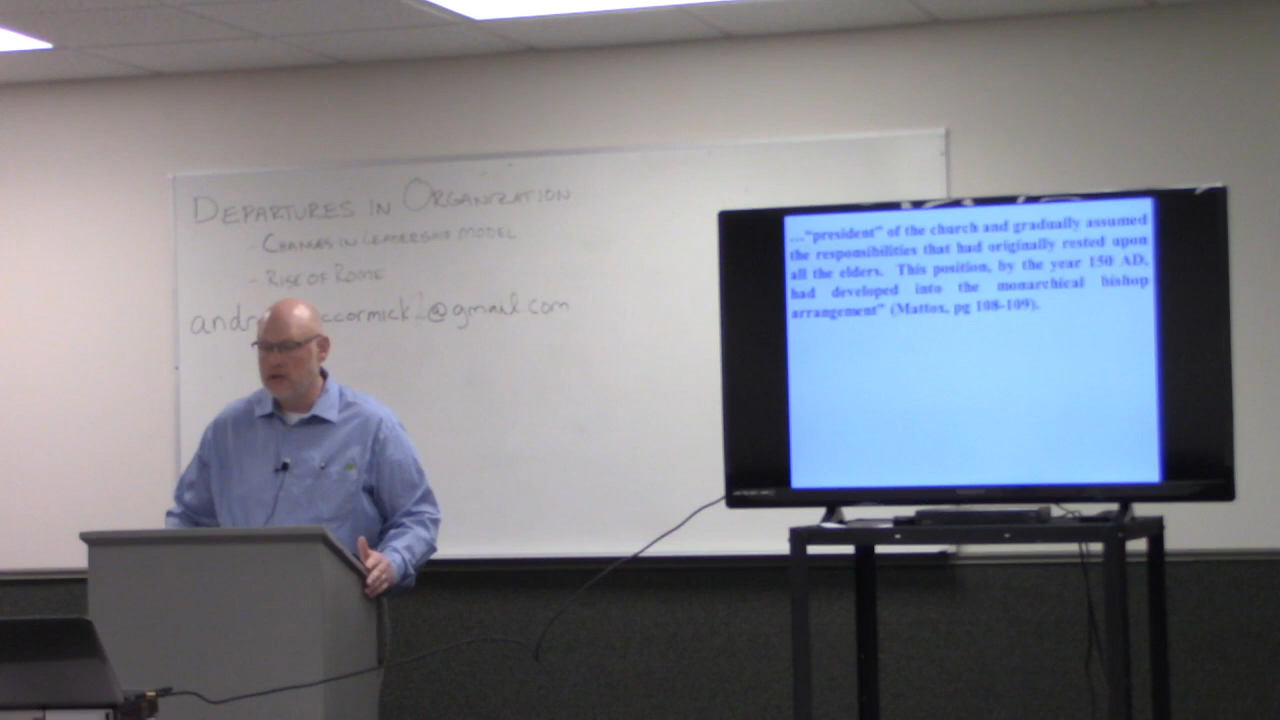 DEPARTURES IN ORGANIZATION
- CHANGES IN LEADERSHIP MODEL
- RISE OF ROME
andr ccormick @gmail.com
…“president” of the church and gradually assumed
the responsibilities that had originally rested upon
all the elders. This position, by the year 150 AD,
had developed into the monarchical bishop
arrangement” (Mattox, pg 108-109).